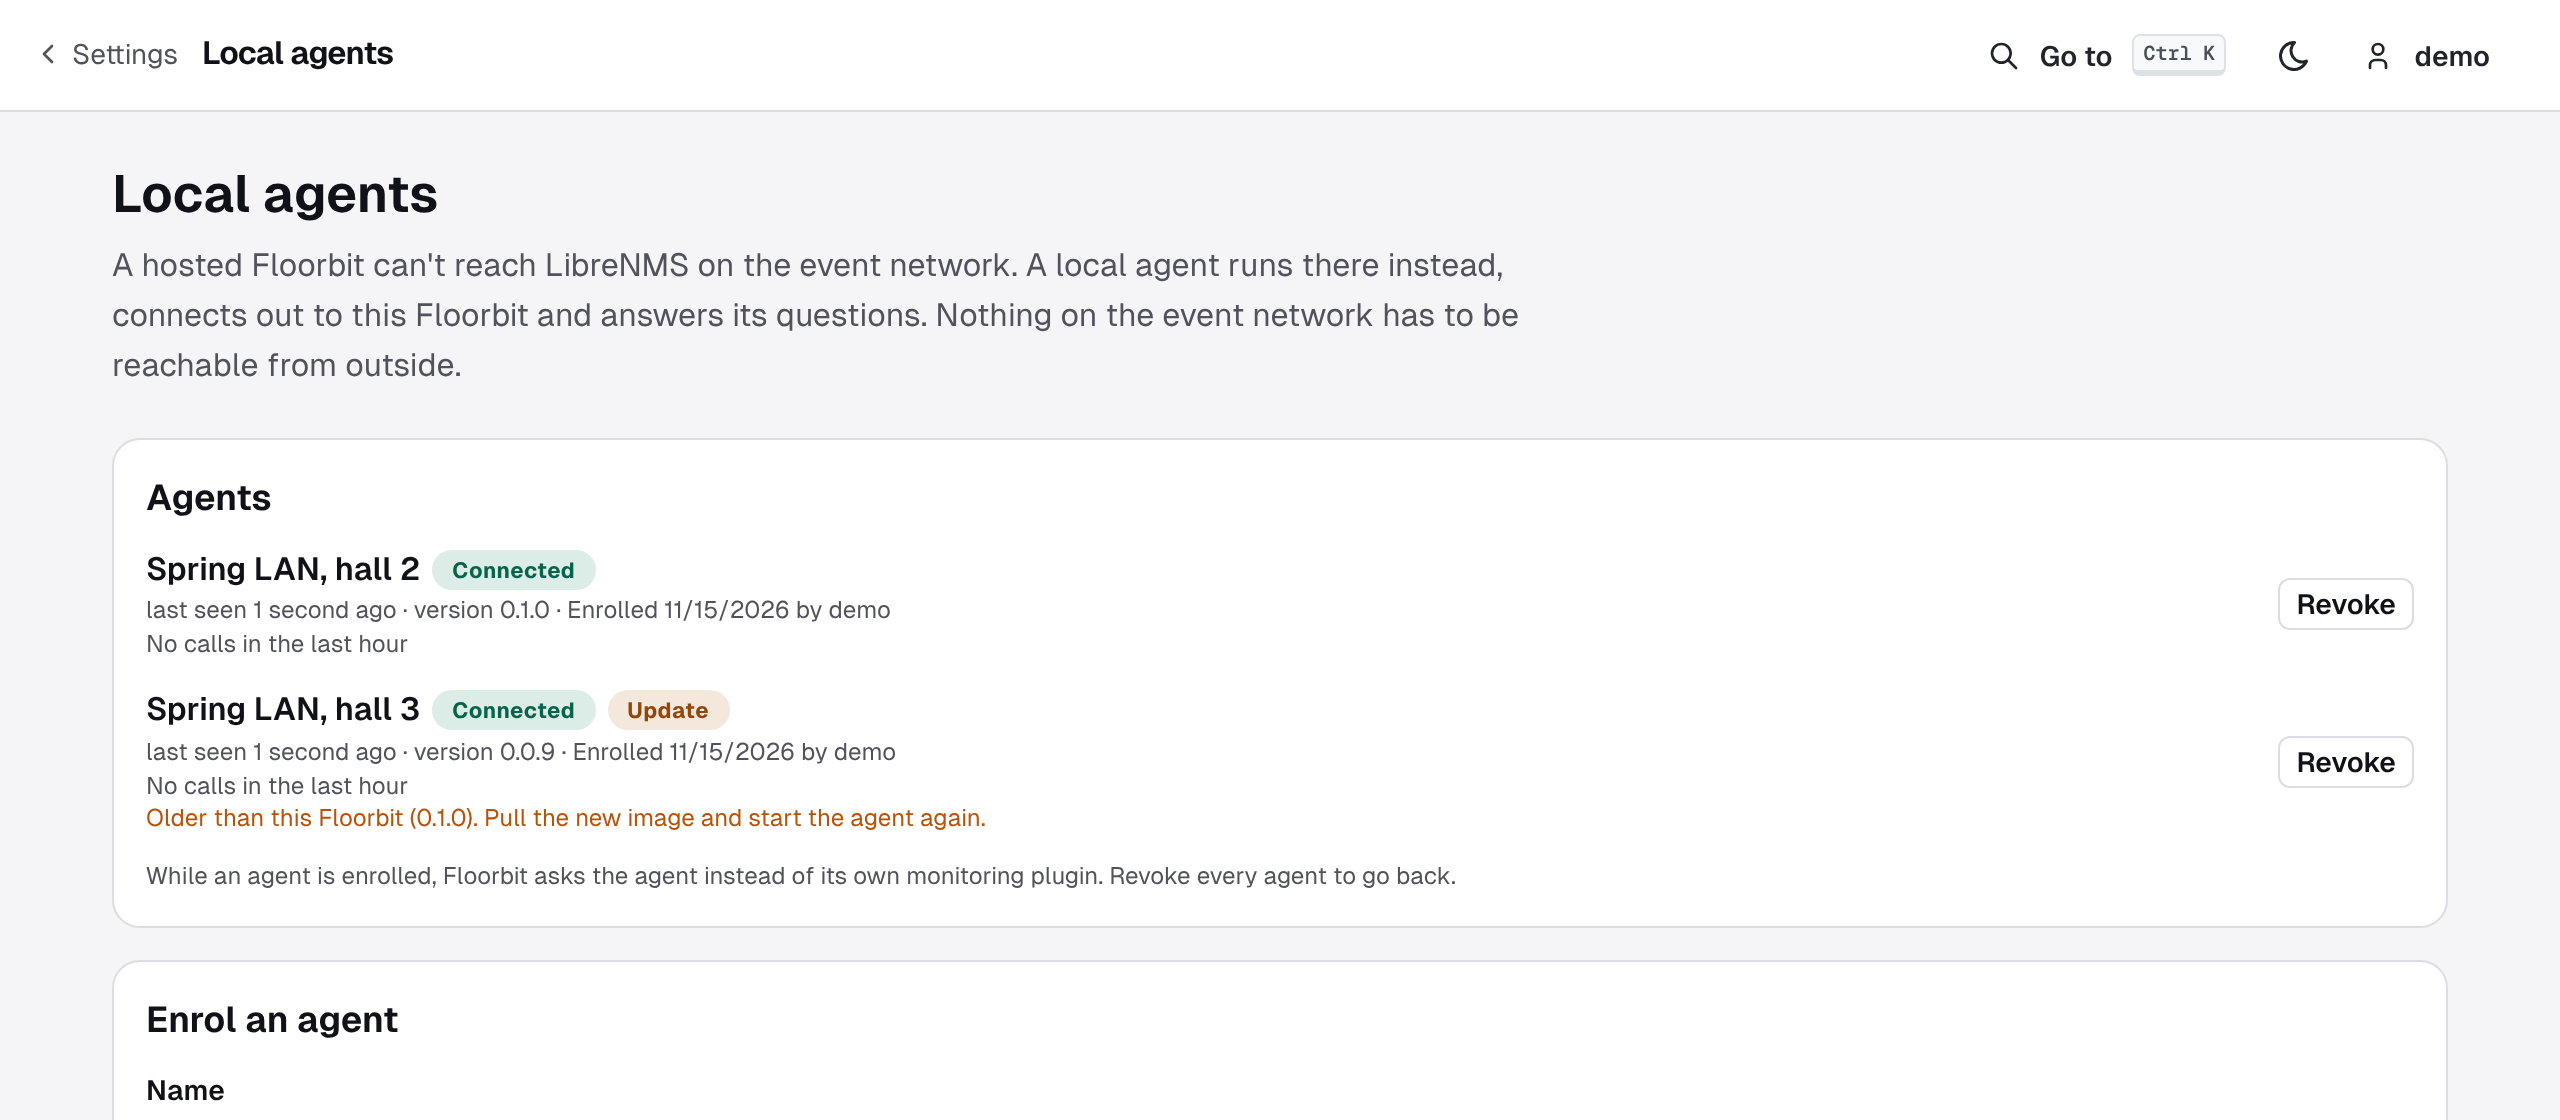 Settings Local agents Go to Ctrl K demo
Local agents
A hosted Floorbit can't reach LibreNMS on the event network. A local agent runs there instead,
connects out to this Floorbit and answers its questions. Nothing on the event network has to be
reachable from outside.
Agents
Spring LAN, hall 2 Connected
last seen 1 second ago · version 0.1.0 · Enrolled 11/15/2026 by demo
No calls in the last hour
Revoke
Spring LAN, hall 3 Connected Update
last seen 1 second ago · version 0.0.9 · Enrolled 11/15/2026 by demo
No calls in the last hour
Older than this Floorbit (0.1.0). Pull the new image and start the agent again.
Revoke
While an agent is enrolled, Floorbit asks the agent instead of its own monitoring plugin. Revoke every agent to go back.
Enrol an agent
Name